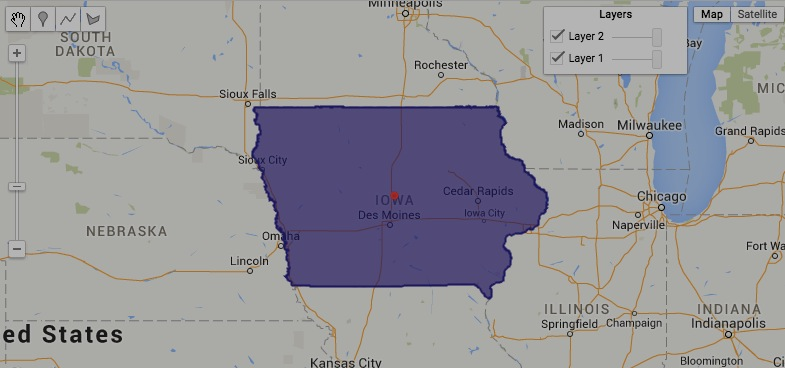 Minneapolis
Layers
Map
Satellite
Layer 2
Layer 1
Bay
SOUTH
DAKOTA
Rochester
MIC
Sioux Falls
Madison
Milwaukee
Grand Rapids
Sioux City
IOWA
Cedar Rapids
Chicago
Des Moines
Iowa City
Naperville
NEBRASKA
Omaha
Fort Wa
Lincoln
ILLINOIS
INDIANA
Springfield
Champaign
Indianapolis
ed States
Kansas City
Bloomington
Ci